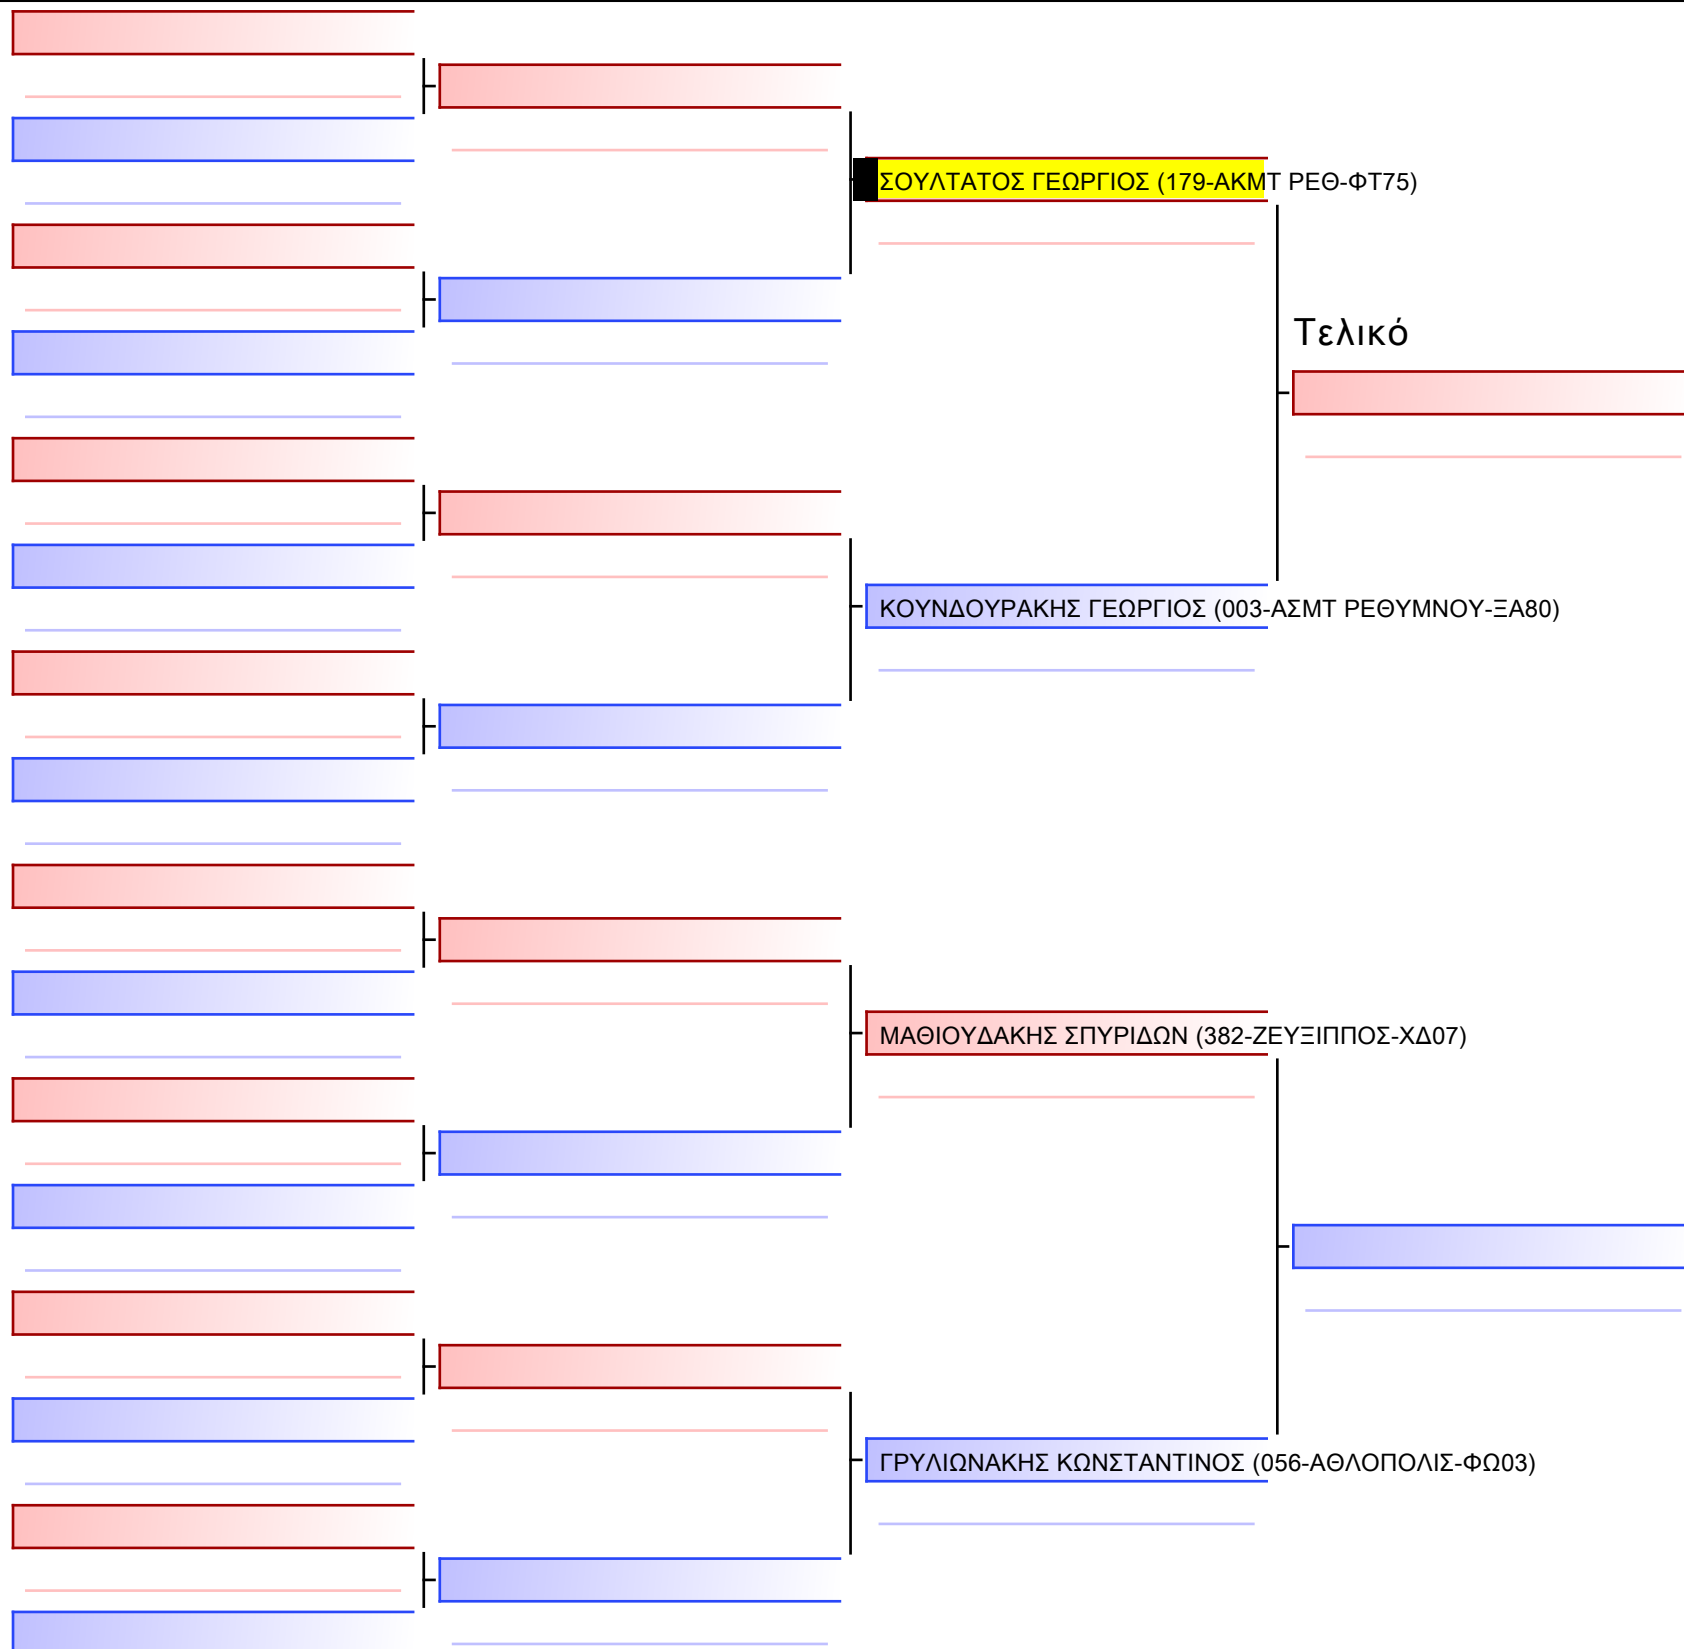 ΣΟΥΛΤΑΤΟΣ ΓΕΩΡΓΙΟΣ (179-ΑΚΜΤ ΡΕΘ-ΦΤ75)
Τελικό
ΚΟΥΝΔΟΥΡΑΚΗΣ ΓΕΩΡΓΙΟΣ (003-ΑΣΜΤ ΡΕΘΥΜΝΟΥ-ΞΑ80)
ΜΑΘΙΟΥΔΑΚΗΣ ΣΠΥΡΙΔΩΝ (382-ΖΕΥΞΙΠΠΟΣ-ΧΔ07)
ΓΡΥΛΙΩΝΑΚΗΣ ΚΩΝΣΤΑΝΤΙΝΟΣ (056-ΑΘΛΟΠΟΛΙΣ-ΦΩ03)